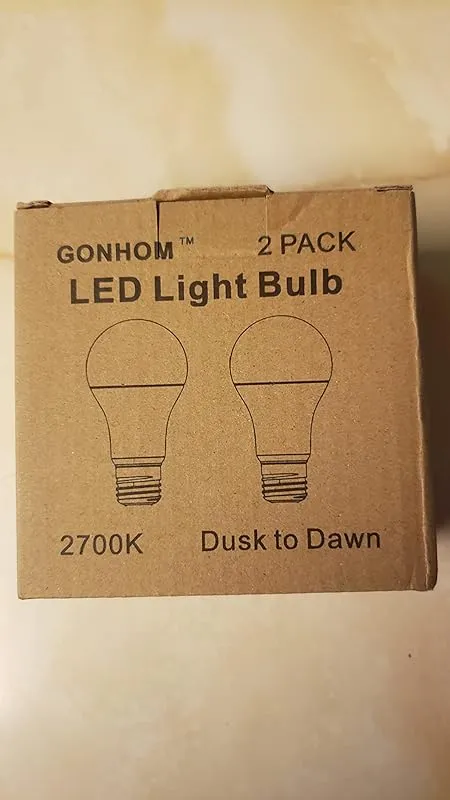 GONHOM™ 2 PACK
LED Light Bulb
2700K Dusk to Dawn